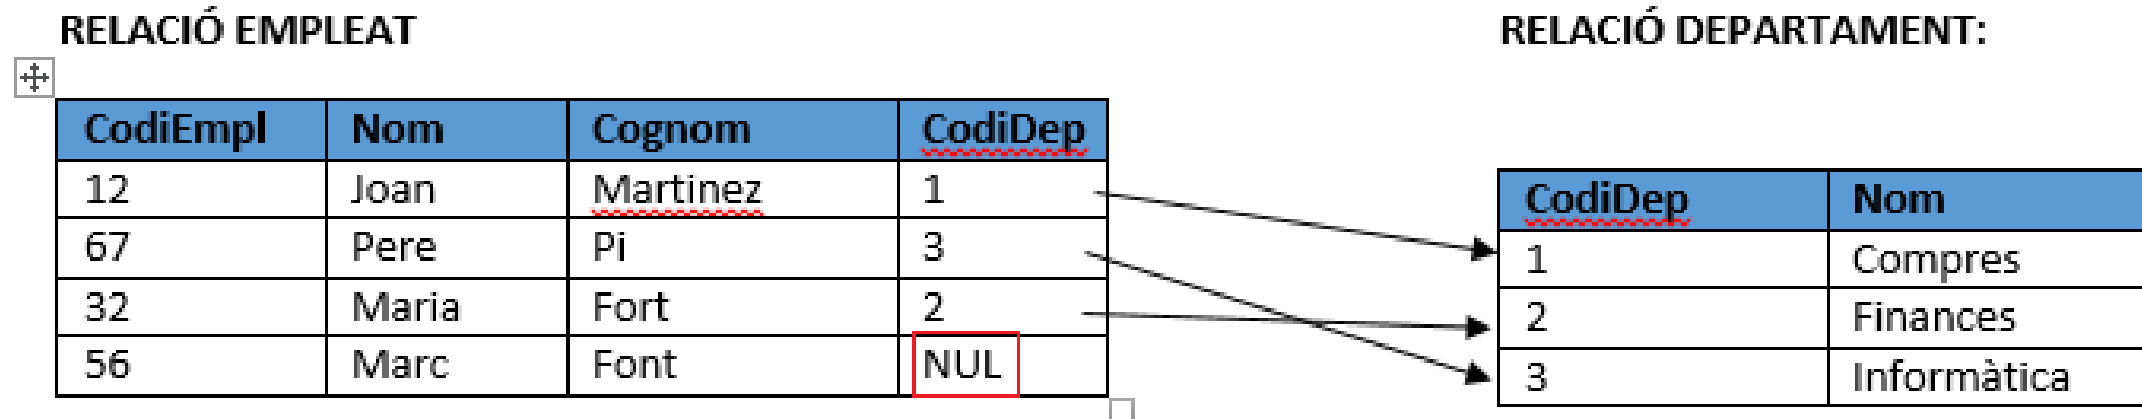 RELACIÓ EMPLEAT
CodiEmpl Nom Cognom CodiDep
12 Joan Martinez 1
67 Pere Pi 3
32 Maria Fort 2
56 Marc Font NUL
RELACIÓ DEPARTAMENT:
CodiDep Nom
1 Compres
2 Finances
3 Informàtica